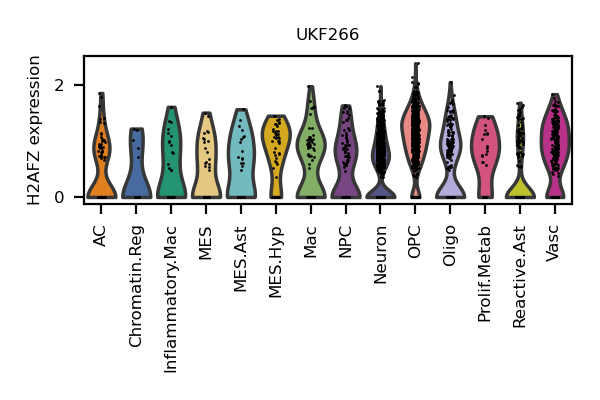 UKF266
H2AFZ expression
2
0
AC
Chromatin.Reg
Inflammatory.Mac
MES
MES.Ast
MES.Hyp
Mac
NPC
Neuron
OPC
Oligo
Prolif.Metab
Reactive.Ast
Vasc